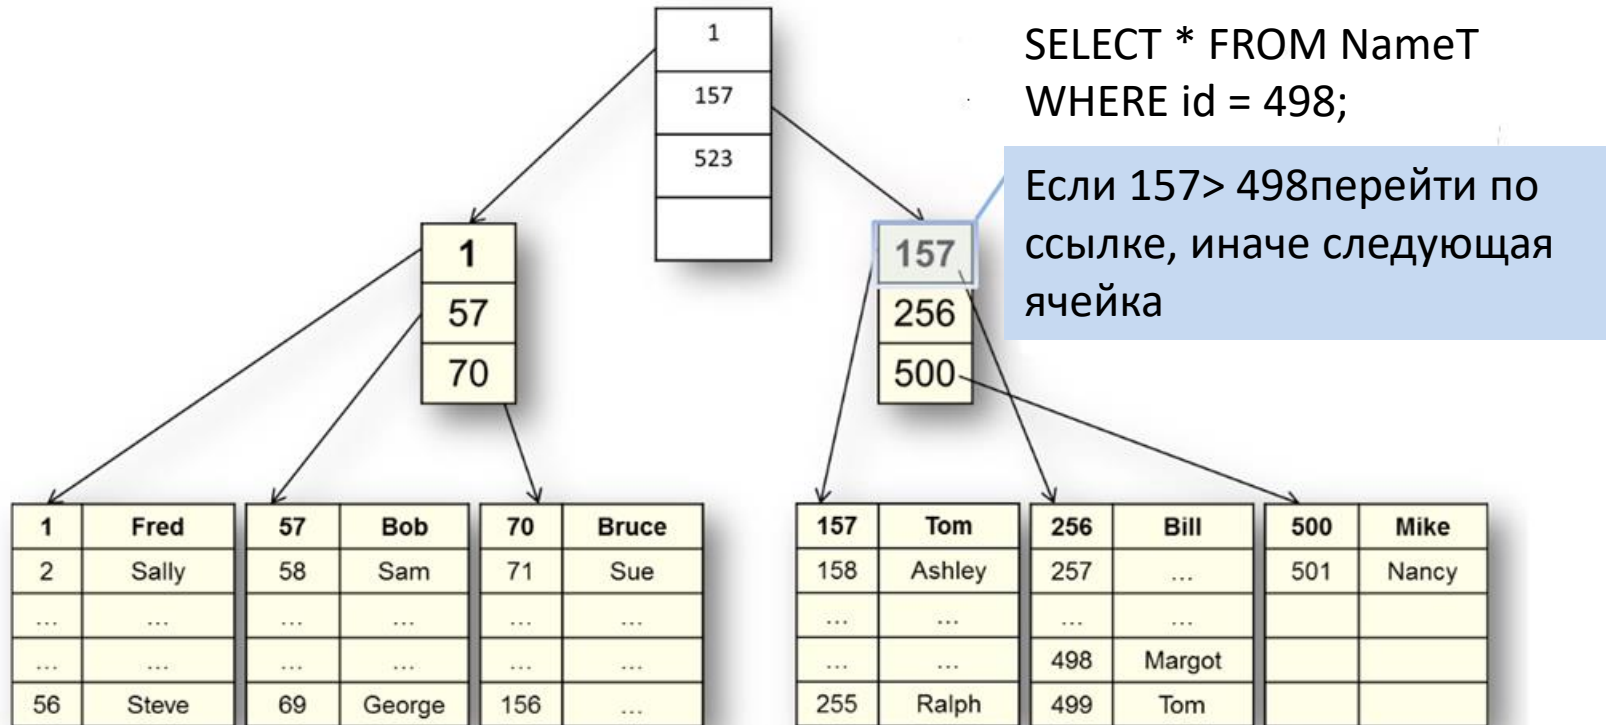 1
157
523
SELECT * FROM NameT
WHERE id = 498;
Если 157> 498перейти по
ссылке, иначе следующая
ячейка
1
57
70
157
256
500
1 Fred
2 Sally
... ...
... ...
56 Steve
57 Bob
58 Sam
... ...
... ...
69 George
70 Bruce
71 Sue
... ...
... ...
156 ...
157 Tom
158 Ashley
... ...
... ...
255 Ralph
256 Bill
257 ...
... ...
498 Margot
499 Tom
500 Mike
501 Nancy